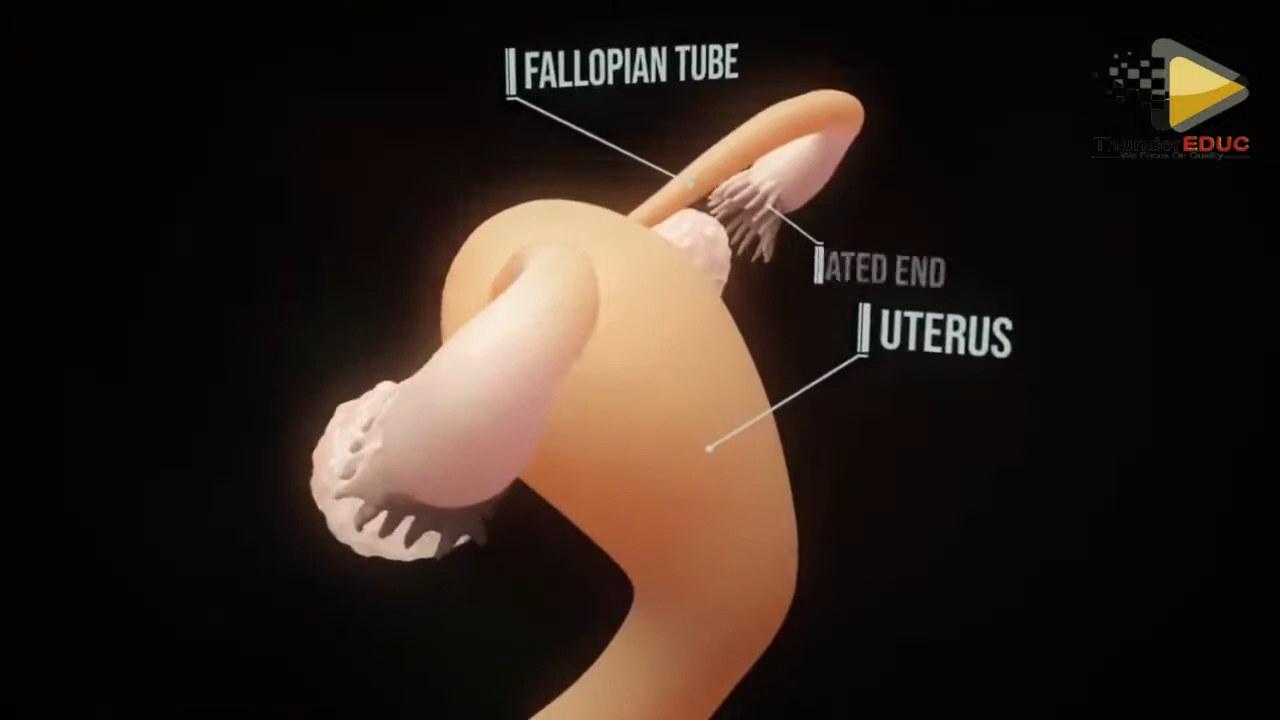 FALLOPIAN TUBE
ATED END
UTERUS
ThunderEDUC
We Focus On Quality